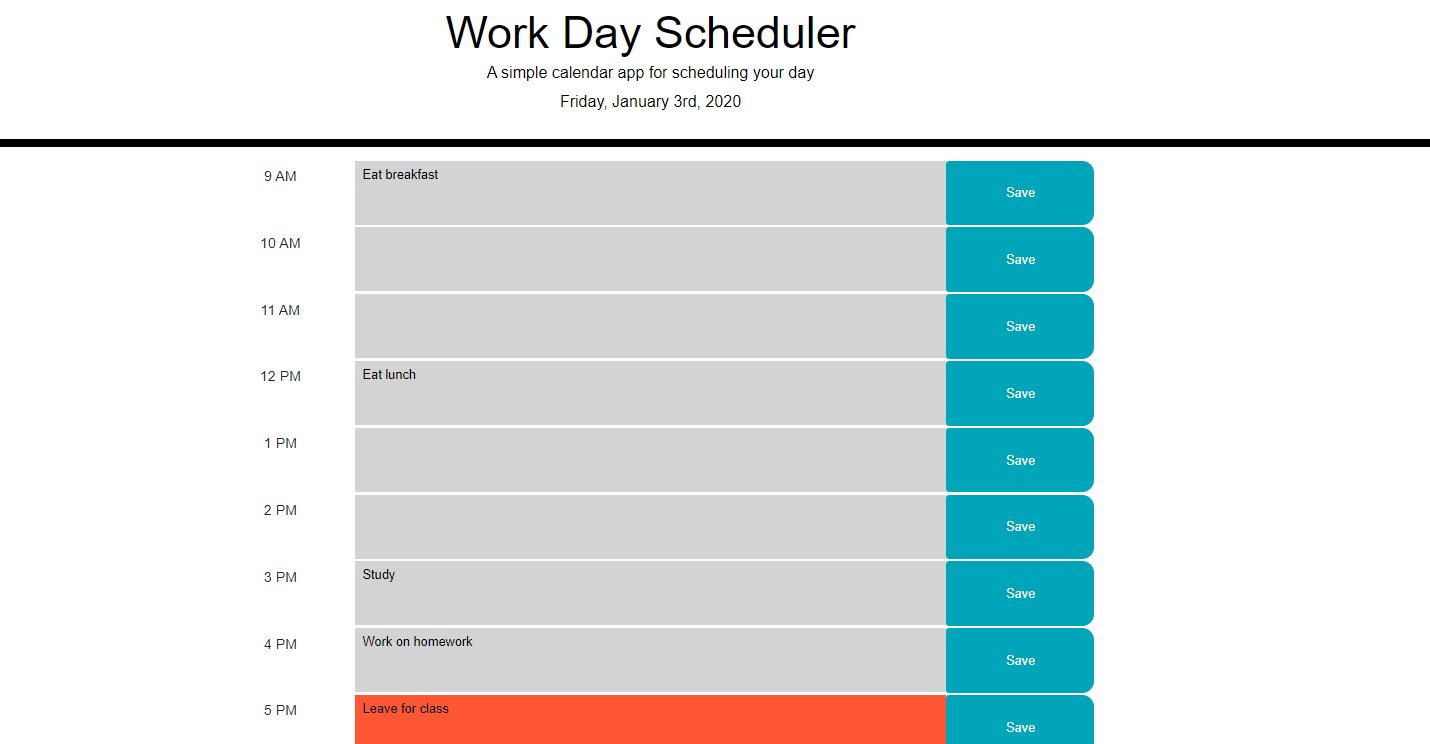 Work Day Scheduler
A simple calendar app for scheduling your day
Friday, January 3rd, 2020
9 AM Eat breakfast Save
10 AM Save
11 AM Save
12 PM Eat lunch Save
1 PM Save
2 PM Save
3 PM Study Save
4 PM Work on homework Save
5 PM Leave for class Save